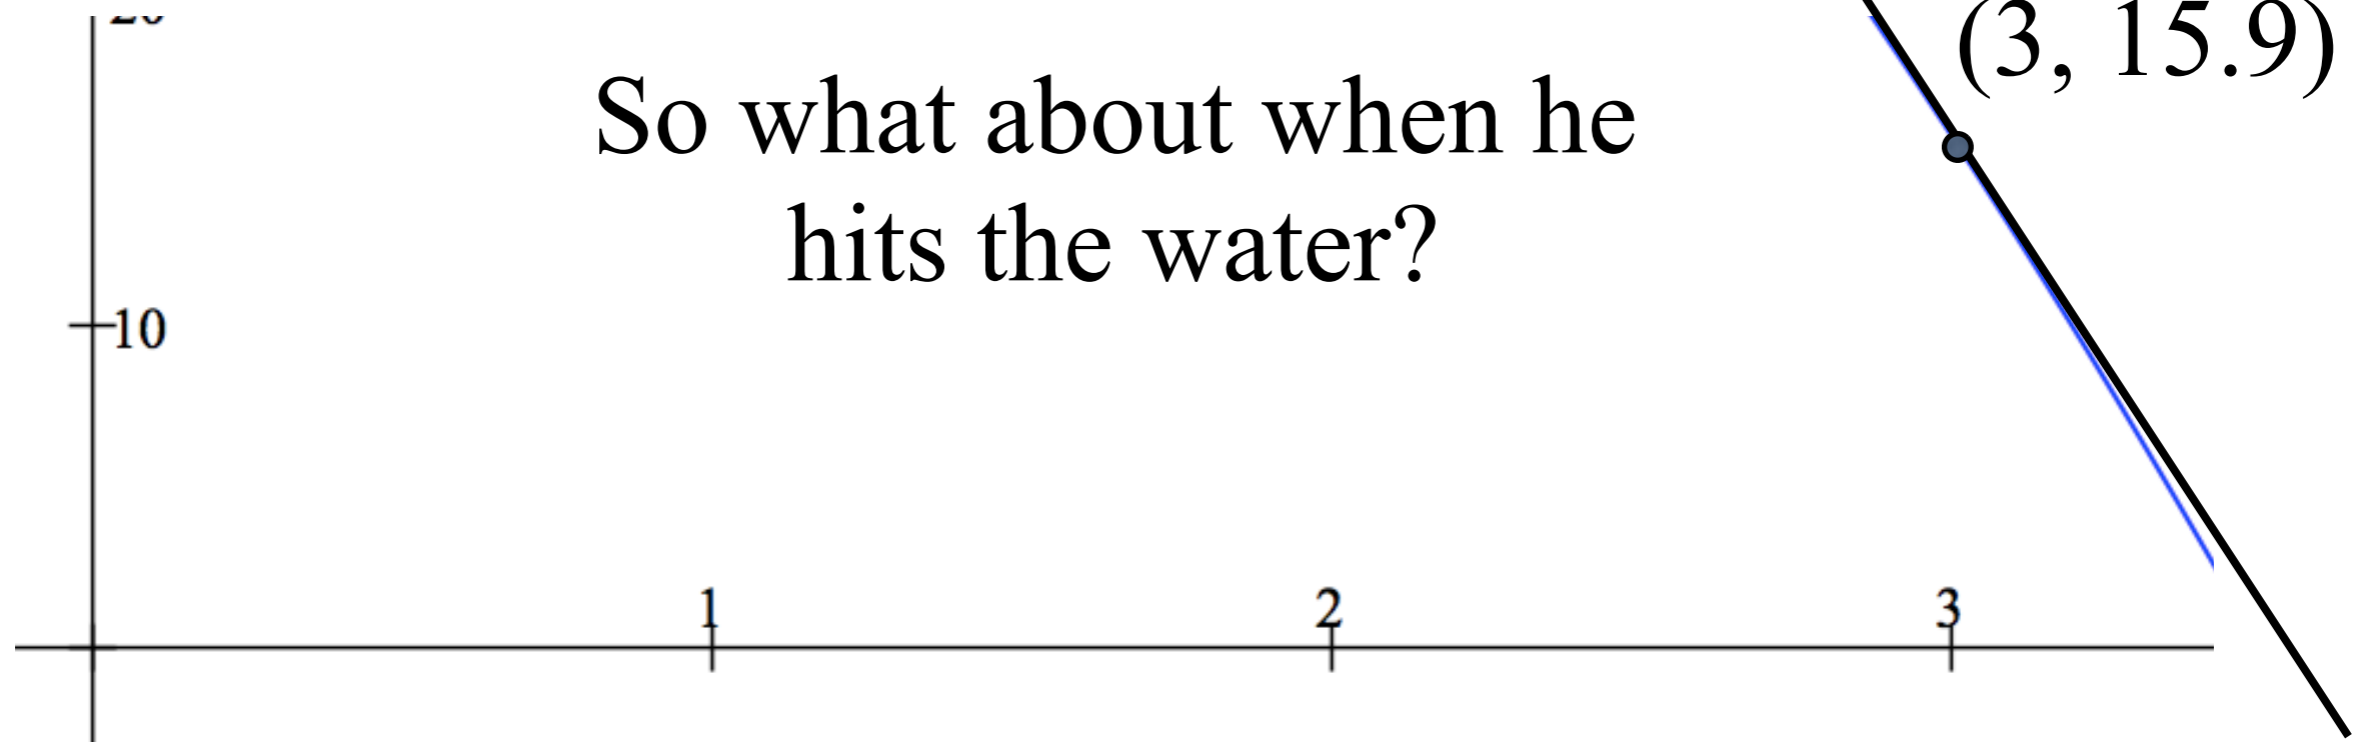 (3, 15.9)
So what about when he
hits the water?
10
1
2
3